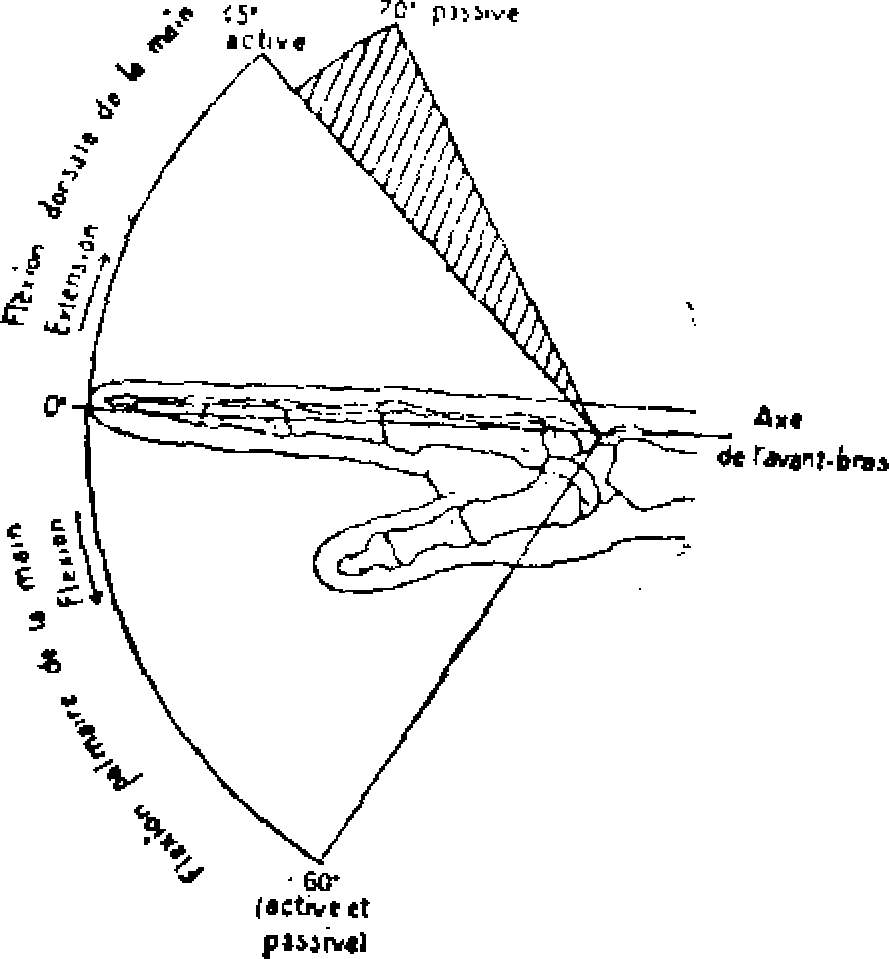 45°
active
70° passive
Flexion dorsale de la main
Extension
0°
Axe
de l'avant-bras
Flexion
Flexion palmaire de la main
60°
(active et
passive)